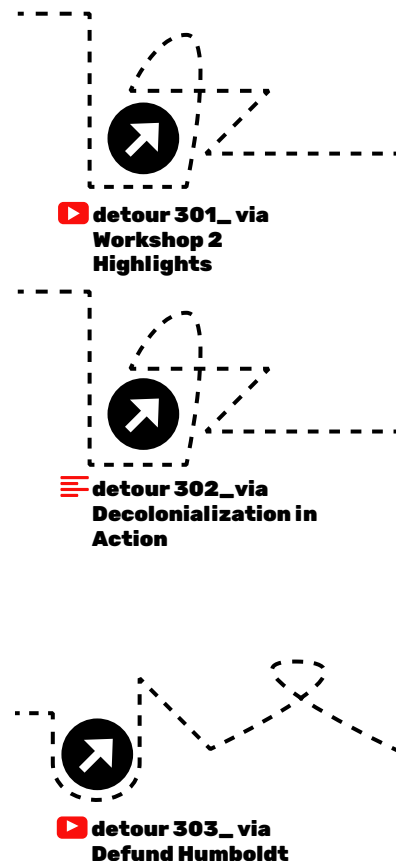 detour 301_ via
Workshop 2
Highlights
detour 302_via
Decolonialization in
Action
detour 303_ via
Defund Humboldt